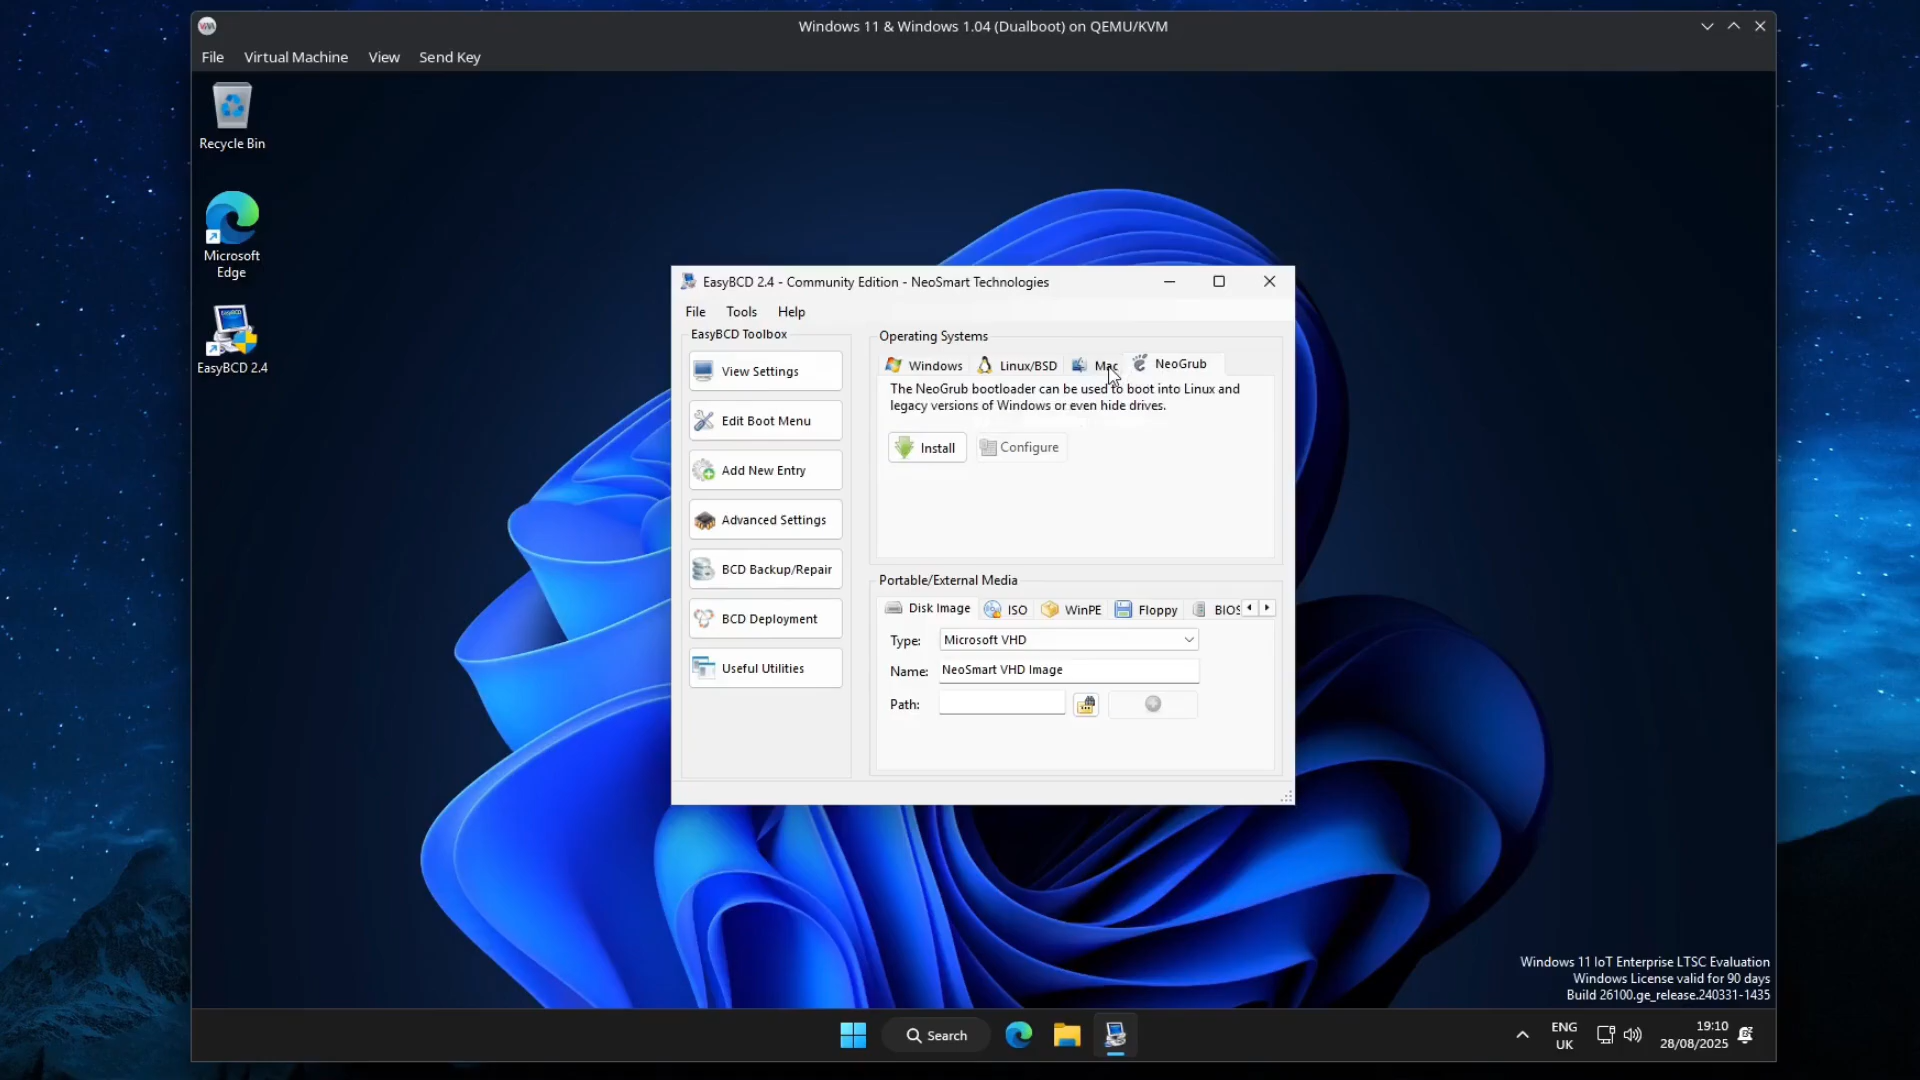 Windows 11 & Windows 1.04 (Dualboot) on QEMU/KVM
File Virtual Machine View Send Key
Recycle Bin
Microsoft
Edge
EasyBCD 2.4
EasyBCD 2.4 - Community Edition - NeoSmart Technologies
File Tools Help
EasyBCD Toolbox
View Settings
Edit Boot Menu
Add New Entry
Advanced Settings
BCD Backup/Repair
BCD Deployment
Useful Utilities
Operating Systems
Windows Linux/BSD Mac NeoGrub
The NeoGrub bootloader can be used to boot into Linux and
legacy versions of Windows or even hide drives.
Install Configure
Portable/External Media
Disk Image ISO WinPE Floppy BIOS
Type: Microsoft VHD
Name: NeoSmart VHD Image
Path:
Windows 11 IoT Enterprise LTSC Evaluation
Windows License valid for 90 days
Build 26100.ge_release.240331-1435
Search
ENG
UK
19:10
28/08/2025